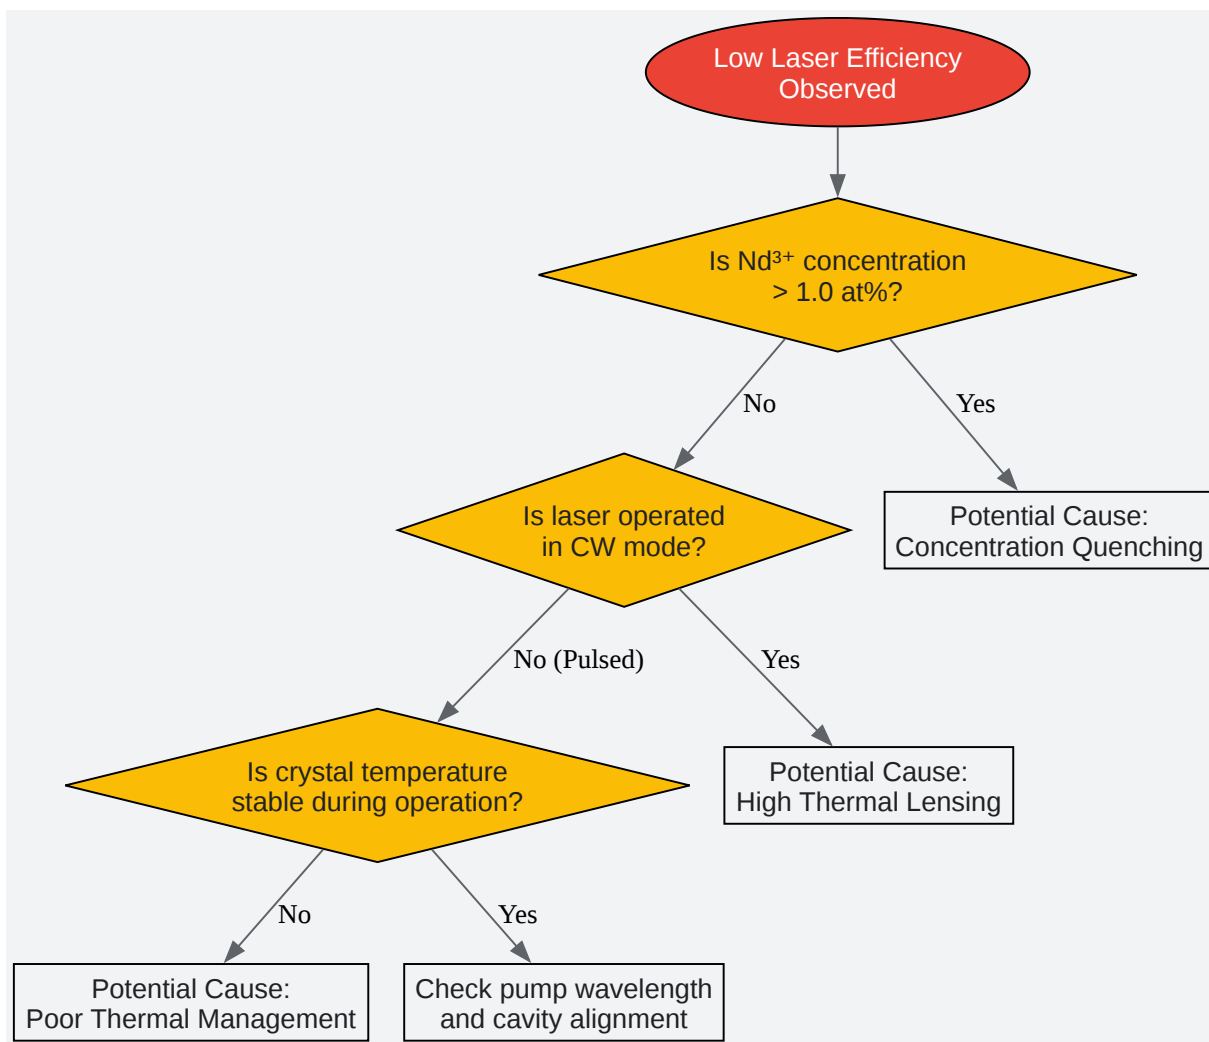 Low Laser Efficiency
Observed
Is Nd³⁺ concentration
> 1.0 at%?
No
Yes
Is laser operated
in CW mode?
Potential Cause:
Concentration Quenching
No (Pulsed)
Yes
Is crystal temperature
stable during operation?
Potential Cause:
High Thermal Lensing
No
Yes
Potential Cause:
Poor Thermal Management
Check pump wavelength
and cavity alignment